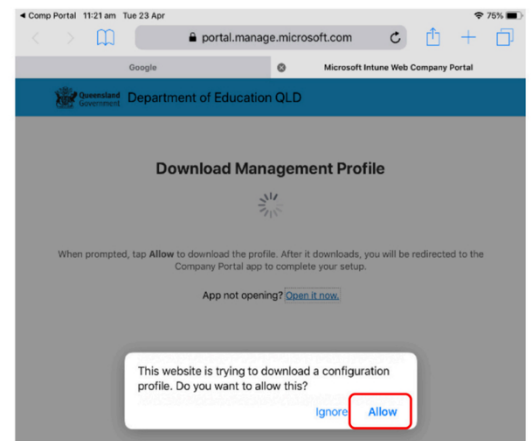 Comp Portal 11:21 am Tue 23 Apr 75%
portal.manage.microsoft.com
Google Microsoft Intune Web Company Portal
Queensland
Government
Department of Education QLD
Download Management Profile
When prompted, tap Allow to download the profile. After it downloads, you will be redirected to the
Company Portal app to complete your setup.
App not opening? Open it now.
This website is trying to download a configuration
profile. Do you want to allow this?
Ignore Allow